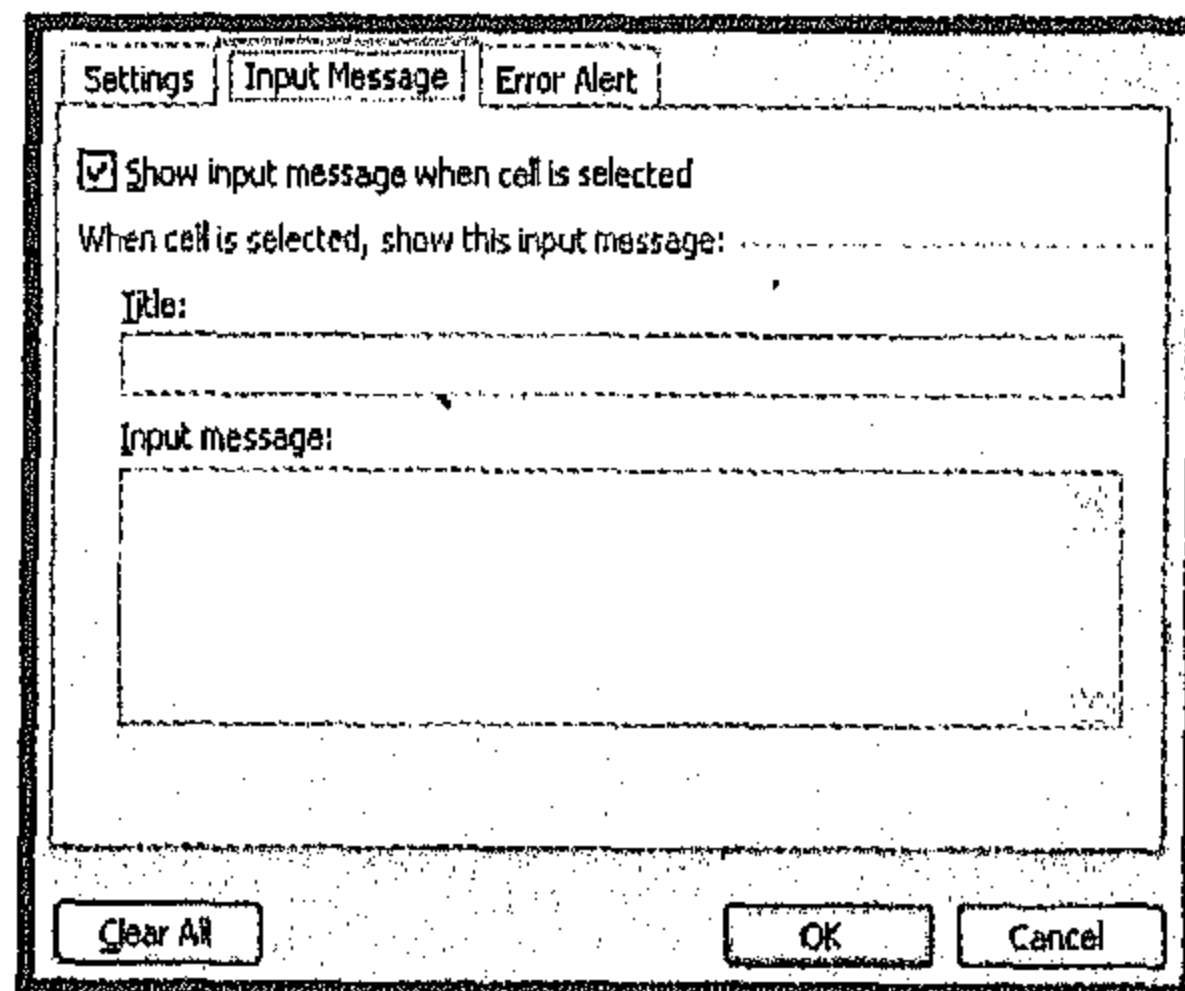 Settings Input Message Error Alert
Show input message when cell is selected
When cell is selected, show this input message:
Title:
Input message:
Clear All OK Cancel